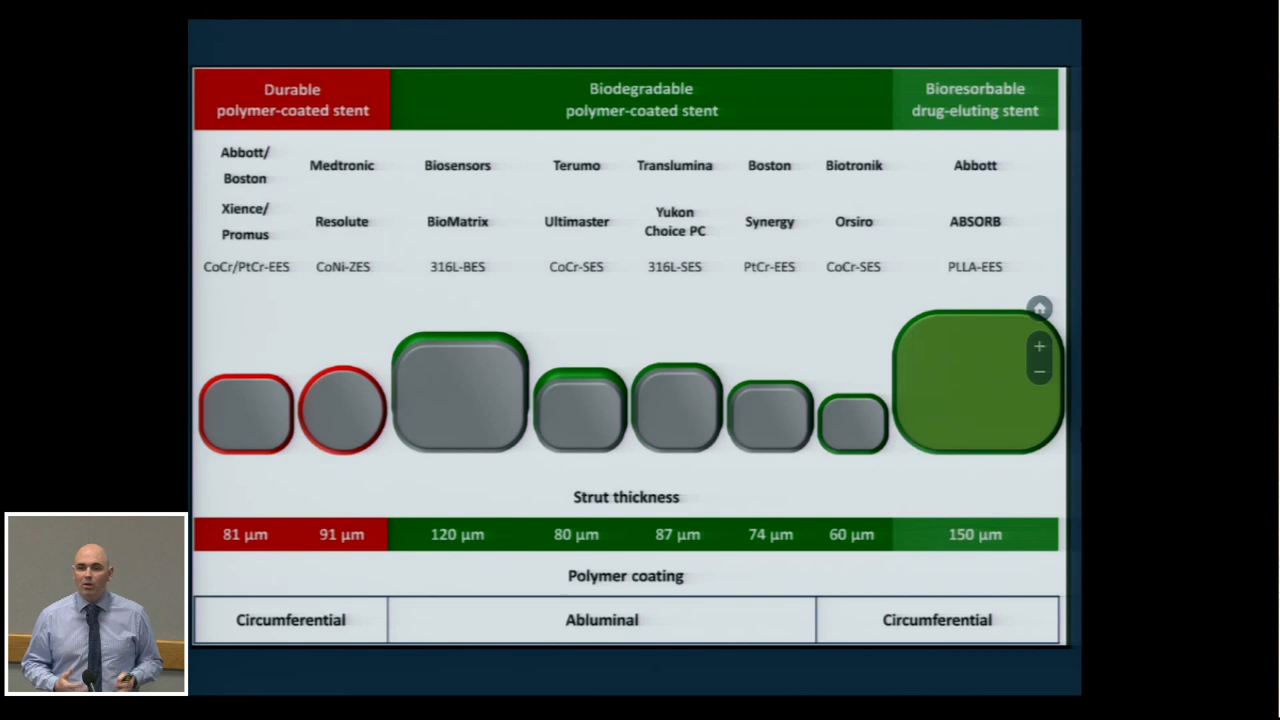 Durable
polymer-coated stent
Biodegradable
polymer-coated stent
Bioresorbable
drug-eluting stent
Abbott/
Boston
Medtronic
Biosensors
Terumo
Translumina
Boston
Biotronik
Abbott
Xience/
Promus
Resolute
BioMatrix
Ultimaster
Yukon
Choice PC
Synergy
Orsiro
ABSORB
CoCr/PtCr-EES
CoNi-ZES
316L-BES
CoCr-SES
316L-SES
PtCr-EES
CoCr-SES
PLLA-EES
+
−
Strut thickness
81 µm
91 µm
120 µm
80 µm
87 µm
74 µm
60 µm
150 µm
Polymer coating
Circumferential
Abluminal
Circumferential